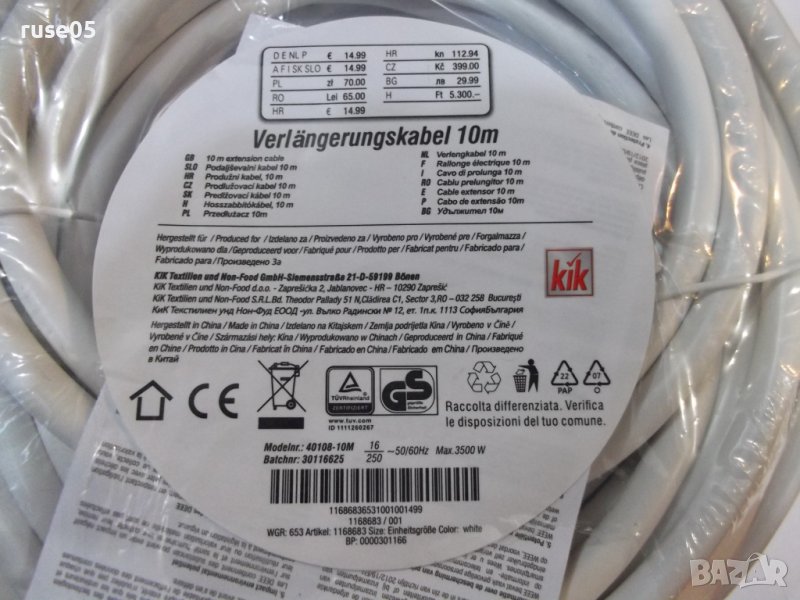 ruse05
DENLP € 14.99 HR kn 112.94
AFISKSLO € 14.99 CZ Kč 399.00
PL zł 70.00 BG лв 29.99
RO Lei 65.00 H Ft 5.300.–
HR € 14.99
Verlängerungskabel 10m
GB 10 m extension cable
SLO Podaljševalni kabel 10 m
HR Produžni kabel, 10 m
CZ Prodlužovací kabel 10 m
SK Predlžovací kábel 10 m
H Hosszabbítókábel, 10 m
PL Przedłużacz 10m
NL Verlengkabel 10 m
F Rallonge électrique 10 m
I Cavo di prolunga 10 m
RO Cablu prelungitor 10 m
E Cable extensor 10 m
P Cabo de extensão 10m
BG Удължител 10м
Hergestellt für / Produced for / Izdelano za / Proizvedeno za / Vyrobeno pro / Vyrobené pre / Forgalmazza /
Wyprodukowano dla / Geproduceerd voor / Fabriqué pour / Prodotto per / Fabricat pentru / Fabricado para /
Fabricado para / Произведено За
KiK Textilien und Non-Food GmbH-Siemensstraße 21-D-59199 Bönen
KiK Textilien und Non-Food d.o.o. - Zaprešićka 2, Jablanovec - HR – 10290 Zaprešić
KiK Textilien und Non-Food S.R.L.Bd. Theodor Pallady 51 N,Clădirea C1, Sector 3,RO – 032 258 Bucureşti
КиК Текстилиен унд Нон-Фуд ЕООД -ул. Вълко Радински № 12, ет. 1п.к. 1113 СофияБългария
kik
Hergestellt in China / Made in China / Izdelano na Kitajskem / Zemlja podrijetla Kina / Vyrobeno v Číně /
Vyrobené v Číne / Származási hely: Kína / Wyprodukowano w Chinach / Geproduceerd in China / Fabriqué
en Chine / Prodotto in Cina / Fabricat în China / Fabricado en China / Fabricado em China / Произведено
в Китай
CE
TÜVRheinland
ZERTIFIZIERT
www.tuv.com
ID 1111260267
GS
geprüfte
Sicherheit
22
PAP
07
O
Raccolta differenziata. Verifica
le disposizioni del tuo comune.
Modelnr.: 40108-10M 16/250 ~50/60Hz Max.3500 W
Batchnr: 30116625
11686836531001001499
1168683 / 001
WGR: 653 Artikel: 1168683 Size: Einheitsgröße Color: white
BP: 0000301166
BAZAR